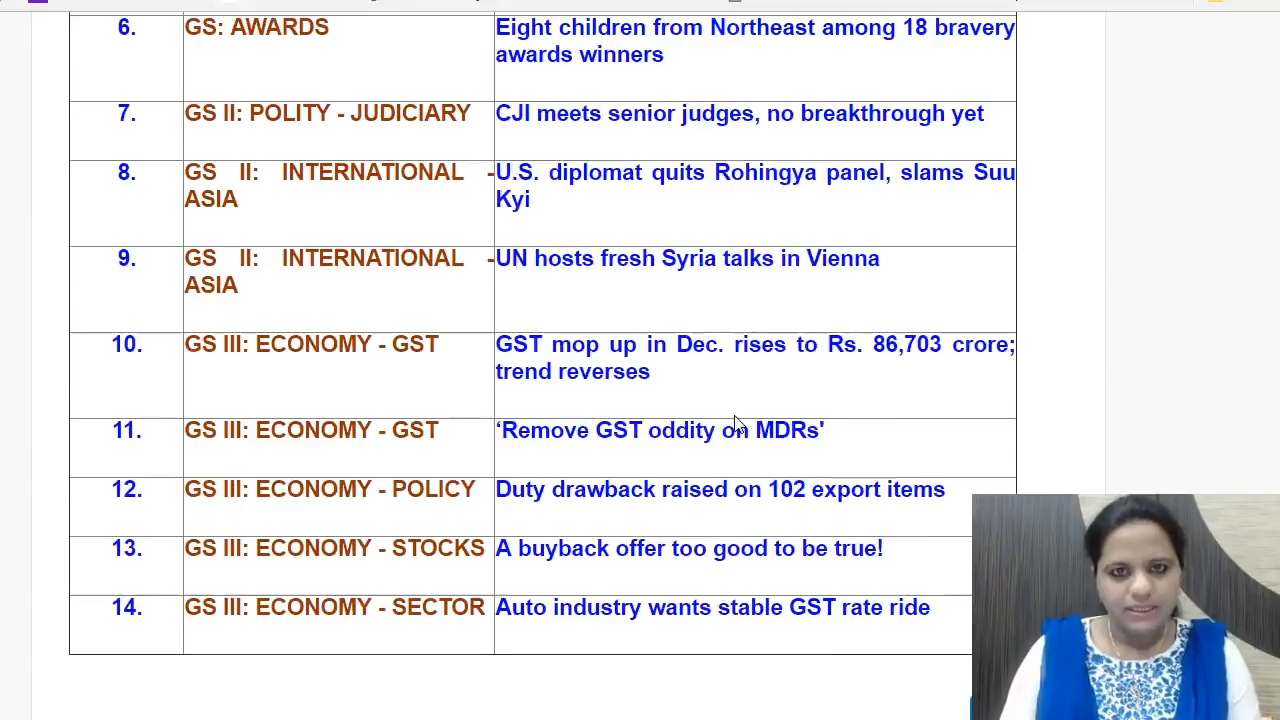 6. GS: AWARDS Eight children from Northeast among 18 bravery
awards winners
7. GS II: POLITY - JUDICIARY CJI meets senior judges, no breakthrough yet
8. GS II: INTERNATIONAL - U.S. diplomat quits Rohingya panel, slams Suu
ASIA Kyi
9. GS II: INTERNATIONAL - UN hosts fresh Syria talks in Vienna
ASIA
10. GS III: ECONOMY - GST GST mop up in Dec. rises to Rs. 86,703 crore;
trend reverses
11. GS III: ECONOMY - GST ‘Remove GST oddity on MDRs'
12. GS III: ECONOMY - POLICY Duty drawback raised on 102 export items
13. GS III: ECONOMY - STOCKS A buyback offer too good to be true!
14. GS III: ECONOMY - SECTOR Auto industry wants stable GST rate ride